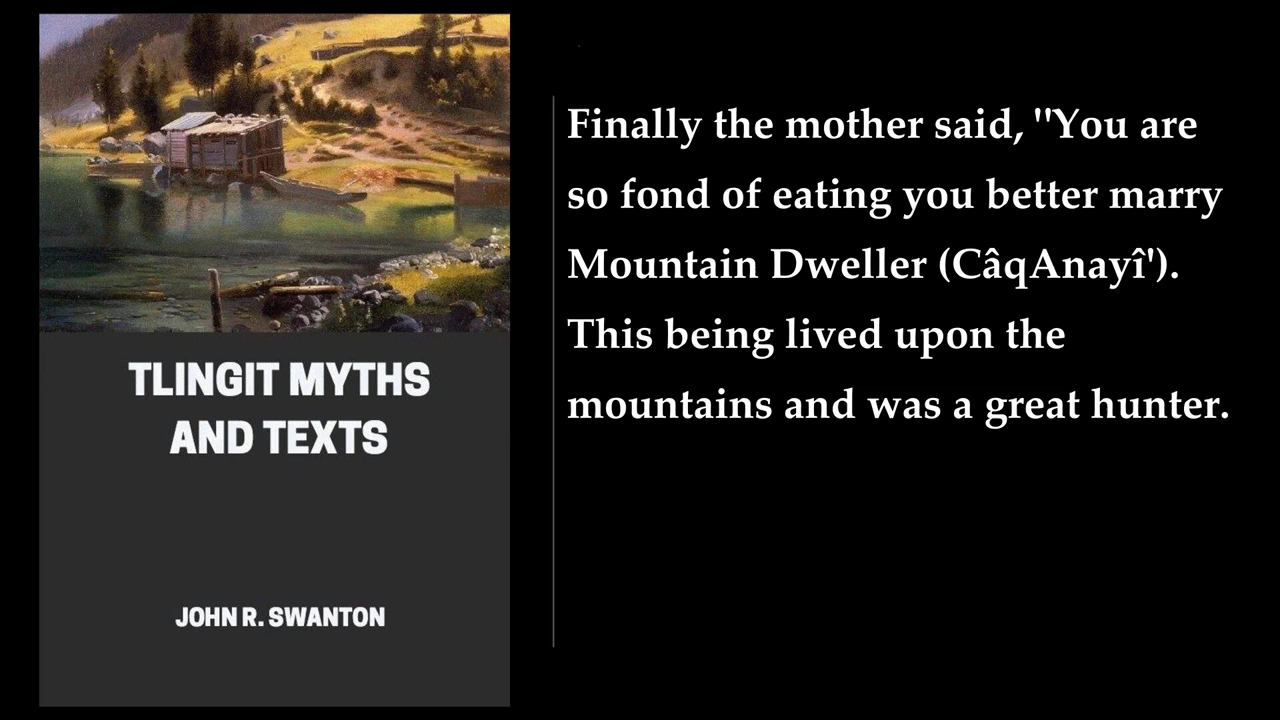 TLINGIT MYTHS
AND TEXTS
JOHN R. SWANTON
Finally the mother said, "You are
so fond of eating you better marry
Mountain Dweller (CâqAnayî').
This being lived upon the
mountains and was a great hunter.